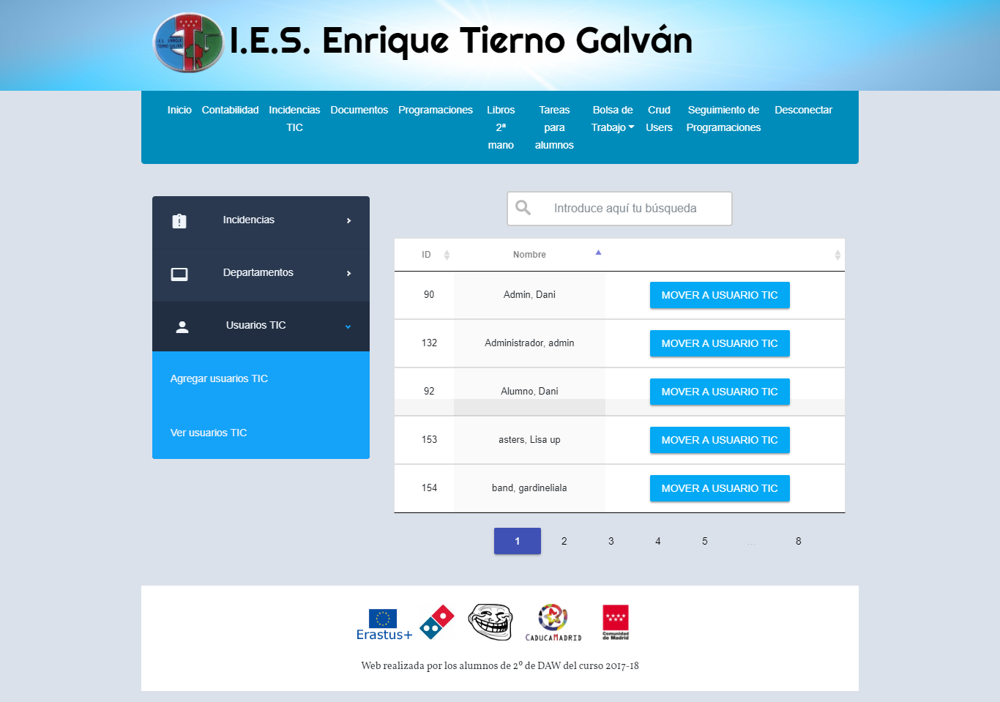 I.E.S. ENRIQUE
TIERNO GALVÁN
I.E.S. Enrique Tierno Galván
Inicio
Contabilidad
Incidencias
TIC
Documentos
Programaciones
Libros
2ª
mano
Tareas
para
alumnos
Bolsa de
Trabajo
Crud
Users
Seguimiento de
Programaciones
Desconectar
Incidencias
Departamentos
Usuarios TIC
Agregar usuarios TIC
Ver usuarios TIC
Introduce aquí tu búsqueda
ID Nombre
90 Admin, Dani MOVER A USUARIO TIC
132 Administrador, admin MOVER A USUARIO TIC
92 Alumno, Dani MOVER A USUARIO TIC
153 asters, Lisa up MOVER A USUARIO TIC
154 band, gardineliala MOVER A USUARIO TIC
1 2 3 4 5 ... 8
Erastus+
CADUCAMADRID
Comunidad
de Madrid
Web realizada por los alumnos de 2º de DAW del curso 2017-18